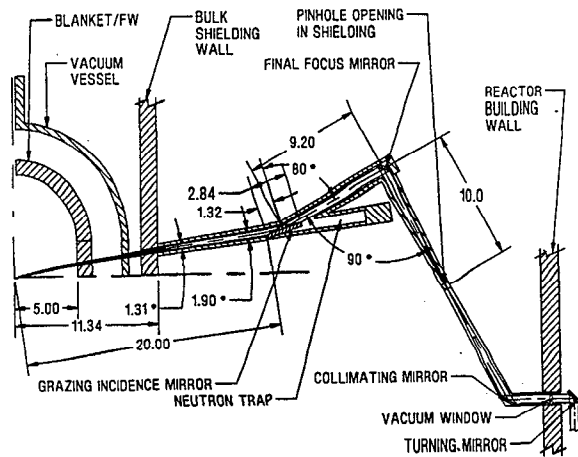 BLANKET/FW
BULK
SHIELDING
WALL
PINHOLE OPENING
IN SHIELDING
VACUUM
VESSEL
FINAL FOCUS MIRROR
REACTOR
BUILDING
WALL
9.20
80°
2.84
1.32
10.0
90°
5.00
1.31°
1.90°
11.34
20.00
GRAZING INCIDENCE MIRROR
NEUTRON TRAP
COLLIMATING MIRROR
VACUUM WINDOW
TURNING MIRROR